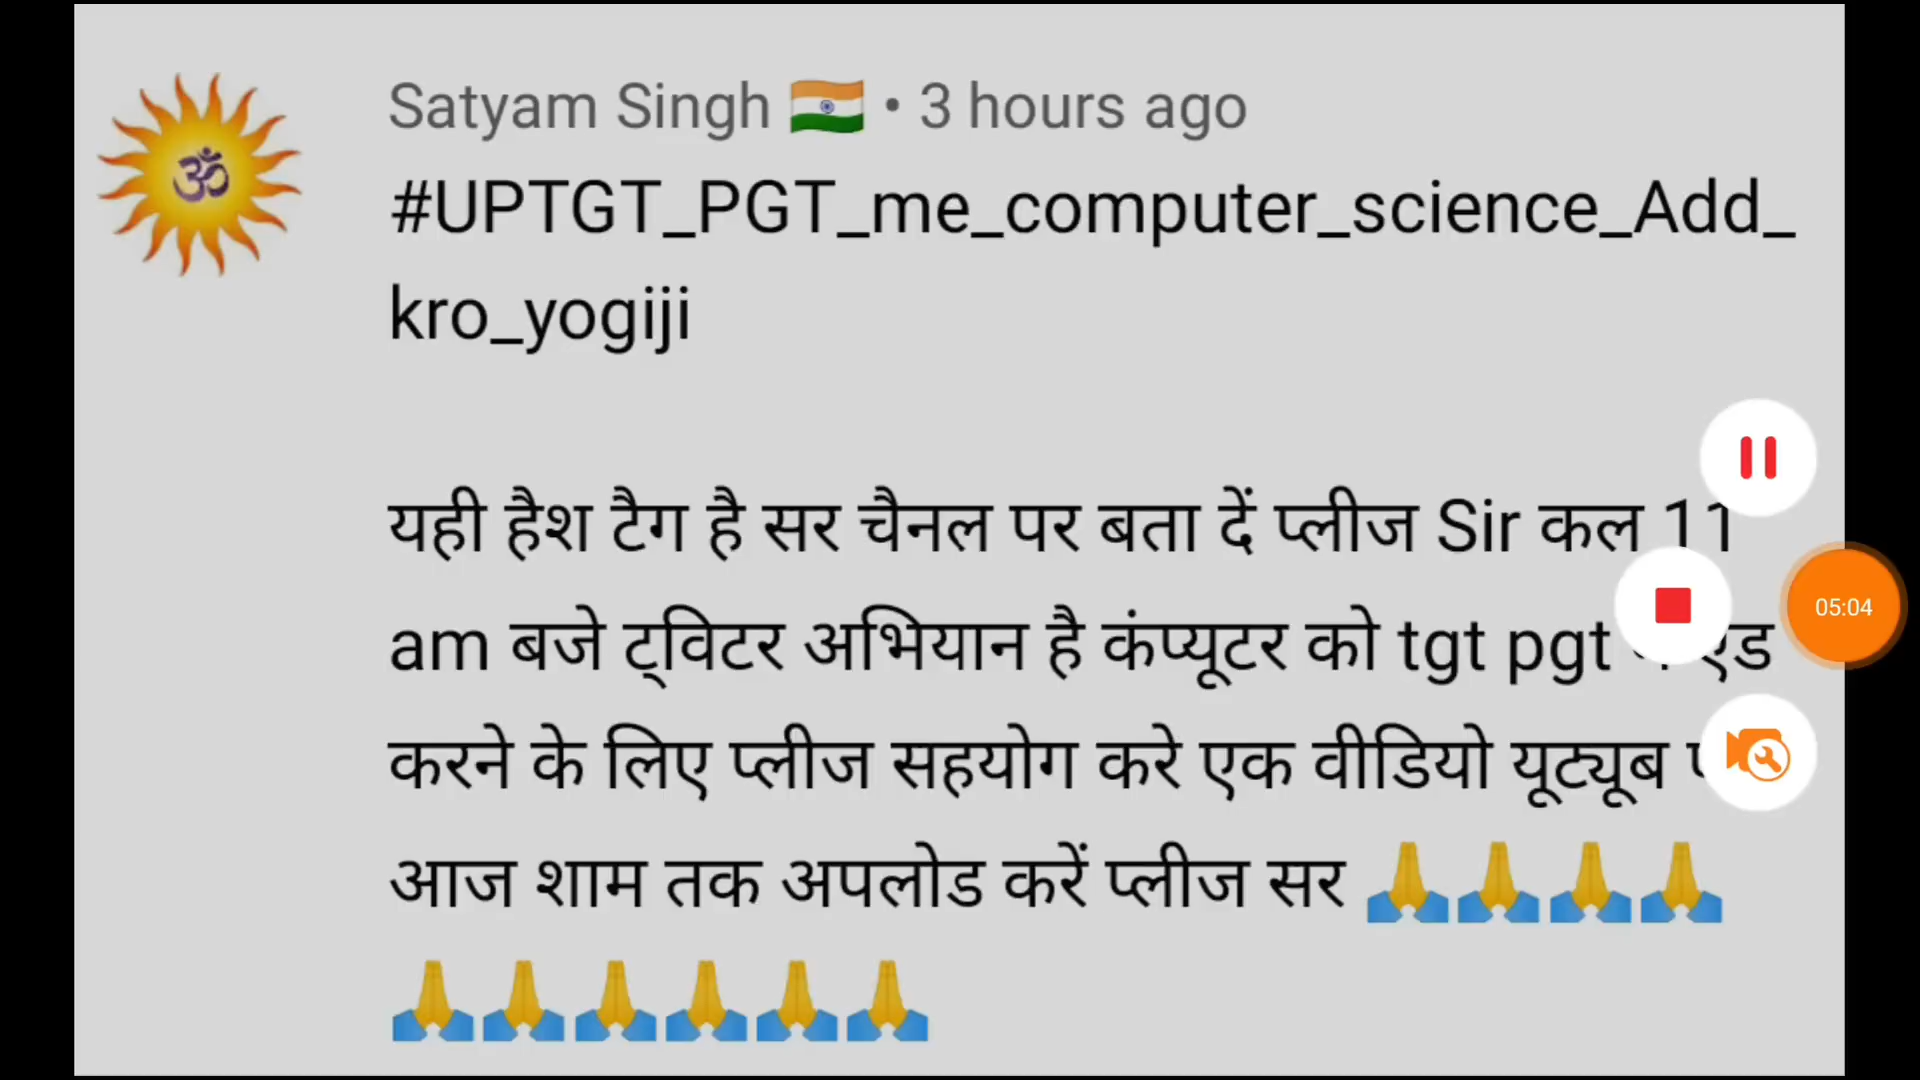 Satyam Singh 🇮🇳 • 3 hours ago
#UPTGT_PGT_me_computer_science_Add_
kro_yogiji
यही हैश टैग है सर चैनल पर बता दें प्लीज Sir कल 11
am बजे ट्विटर अभियान है कंप्यूटर को tgt pgt एड
05:04
करने के लिए प्लीज सहयोग करे एक वीडियो यूट्यूब
आज शाम तक अपलोड करें प्लीज सर 🙏🙏🙏🙏
🙏🙏🙏🙏🙏🙏
ॐ